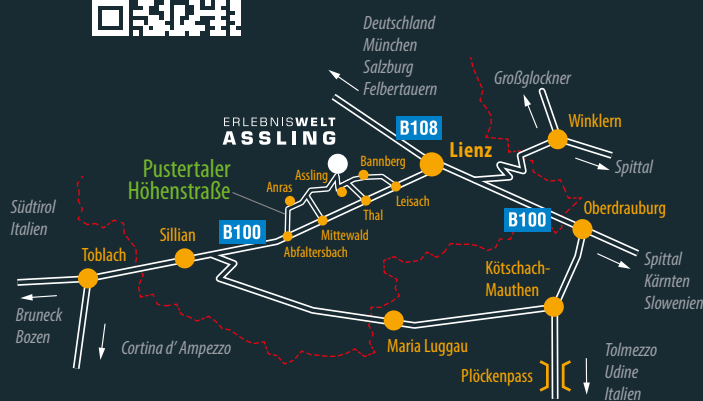 Deutschland
München
Salzburg
Felbertauern
Großglockner
ERLEBNISWELT
ASSLING
B108
Winklern
Lienz
Spittal
Pustertaler
Höhenstraße
Bannberg
Assling
Anras
Leisach
Thal
Südtirol
Italien
Sillian
B100
Mittewald
Abfaltersbach
B100
Oberdrauburg
Toblach
Spittal
Kärnten
Slowenien
Kötschach-
Mauthen
Bruneck
Bozen
Cortina d’ Ampezzo
Maria Luggau
Plöckenpass
Tolmezzo
Udine
Italien